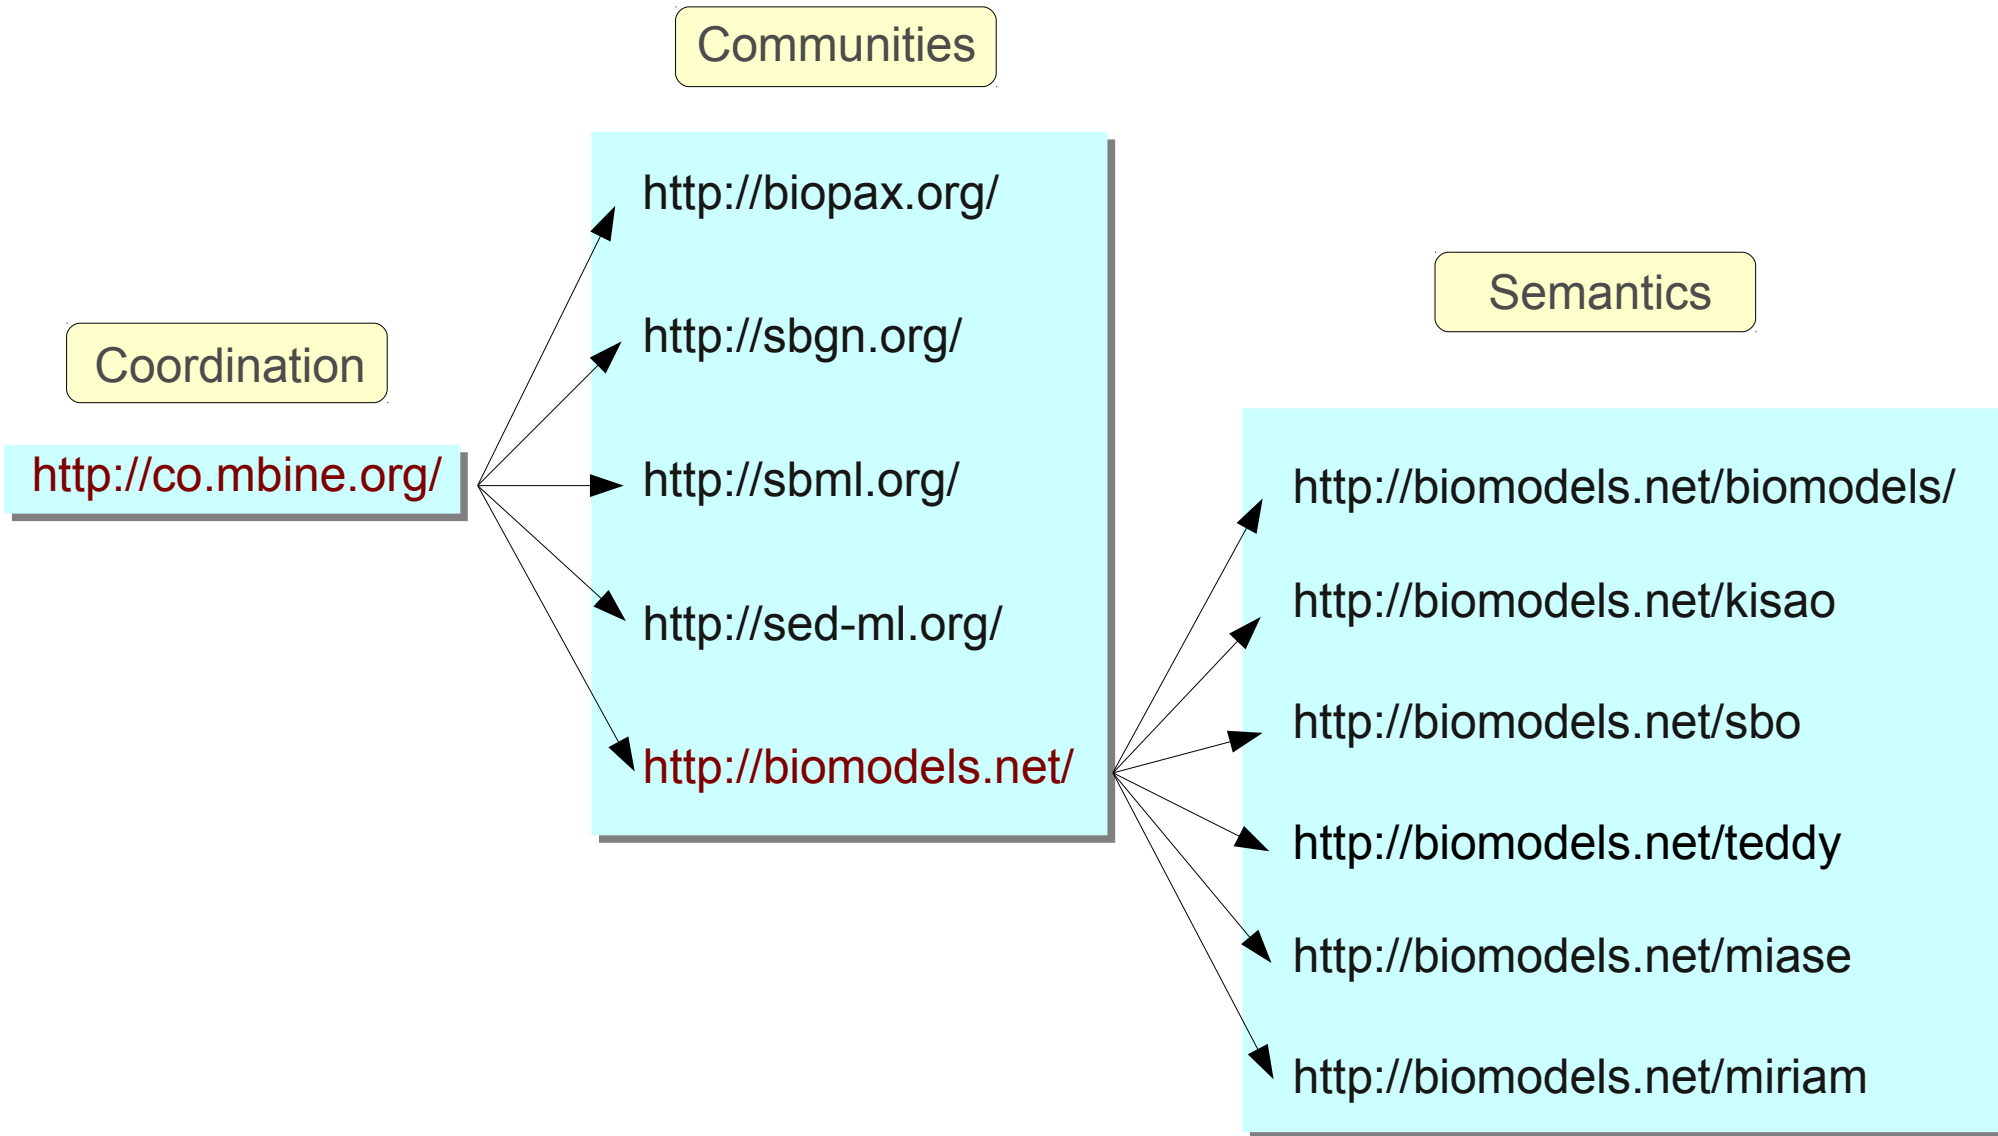 Communities
http://biopax.org/
http://sbgn.org/
http://sbml.org/
http://sed-ml.org/
http://biomodels.net/
Coordination
http://co.mbine.org/
Semantics
http://biomodels.net/biomodels/
http://biomodels.net/kisao
http://biomodels.net/sbo
http://biomodels.net/teddy
http://biomodels.net/miase
http://biomodels.net/miriam